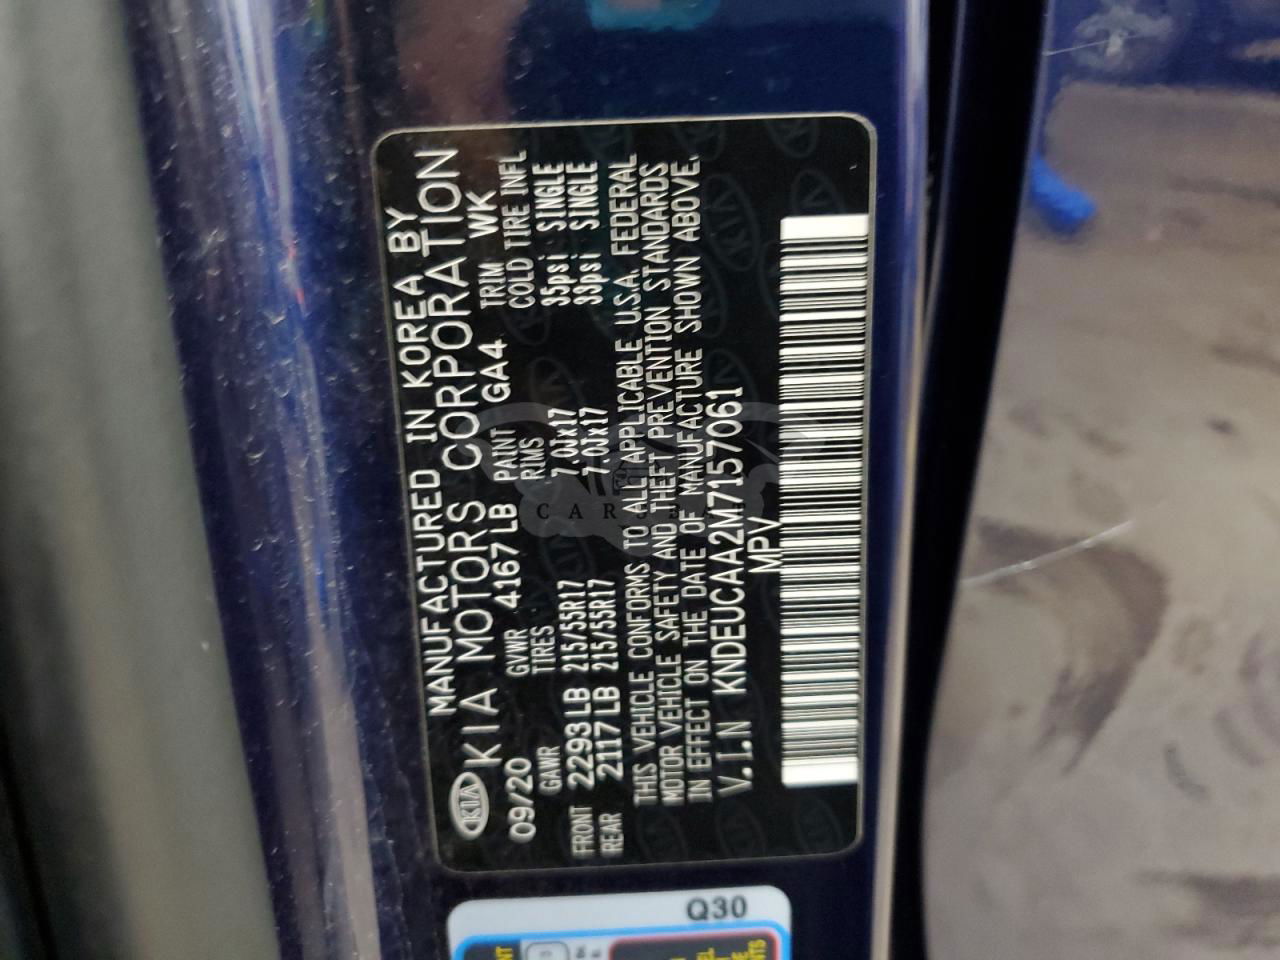 MANUFACTURED IN KOREA BY
KIA KIA MOTORS CORPORATION
09/20 GVWR 4167 LB PAINT GA4 TRIM WK
GAWR TIRES RIMS COLD TIRE INFL
FRONT 2293 LB 215/55R17 7.0Jx17 35psi SINGLE
REAR 2117 LB 215/55R17 7.0Jx17 33psi SINGLE
THIS VEHICLE CONFORMS TO ALL APPLICABLE U.S.A. FEDERAL
MOTOR VEHICLE SAFETY AND THEFT PREVENTION STANDARDS
IN EFFECT ON THE DATE OF MANUFACTURE SHOWN ABOVE.
V.I.N KNDEUCAA2M7157061
MPV
Q30